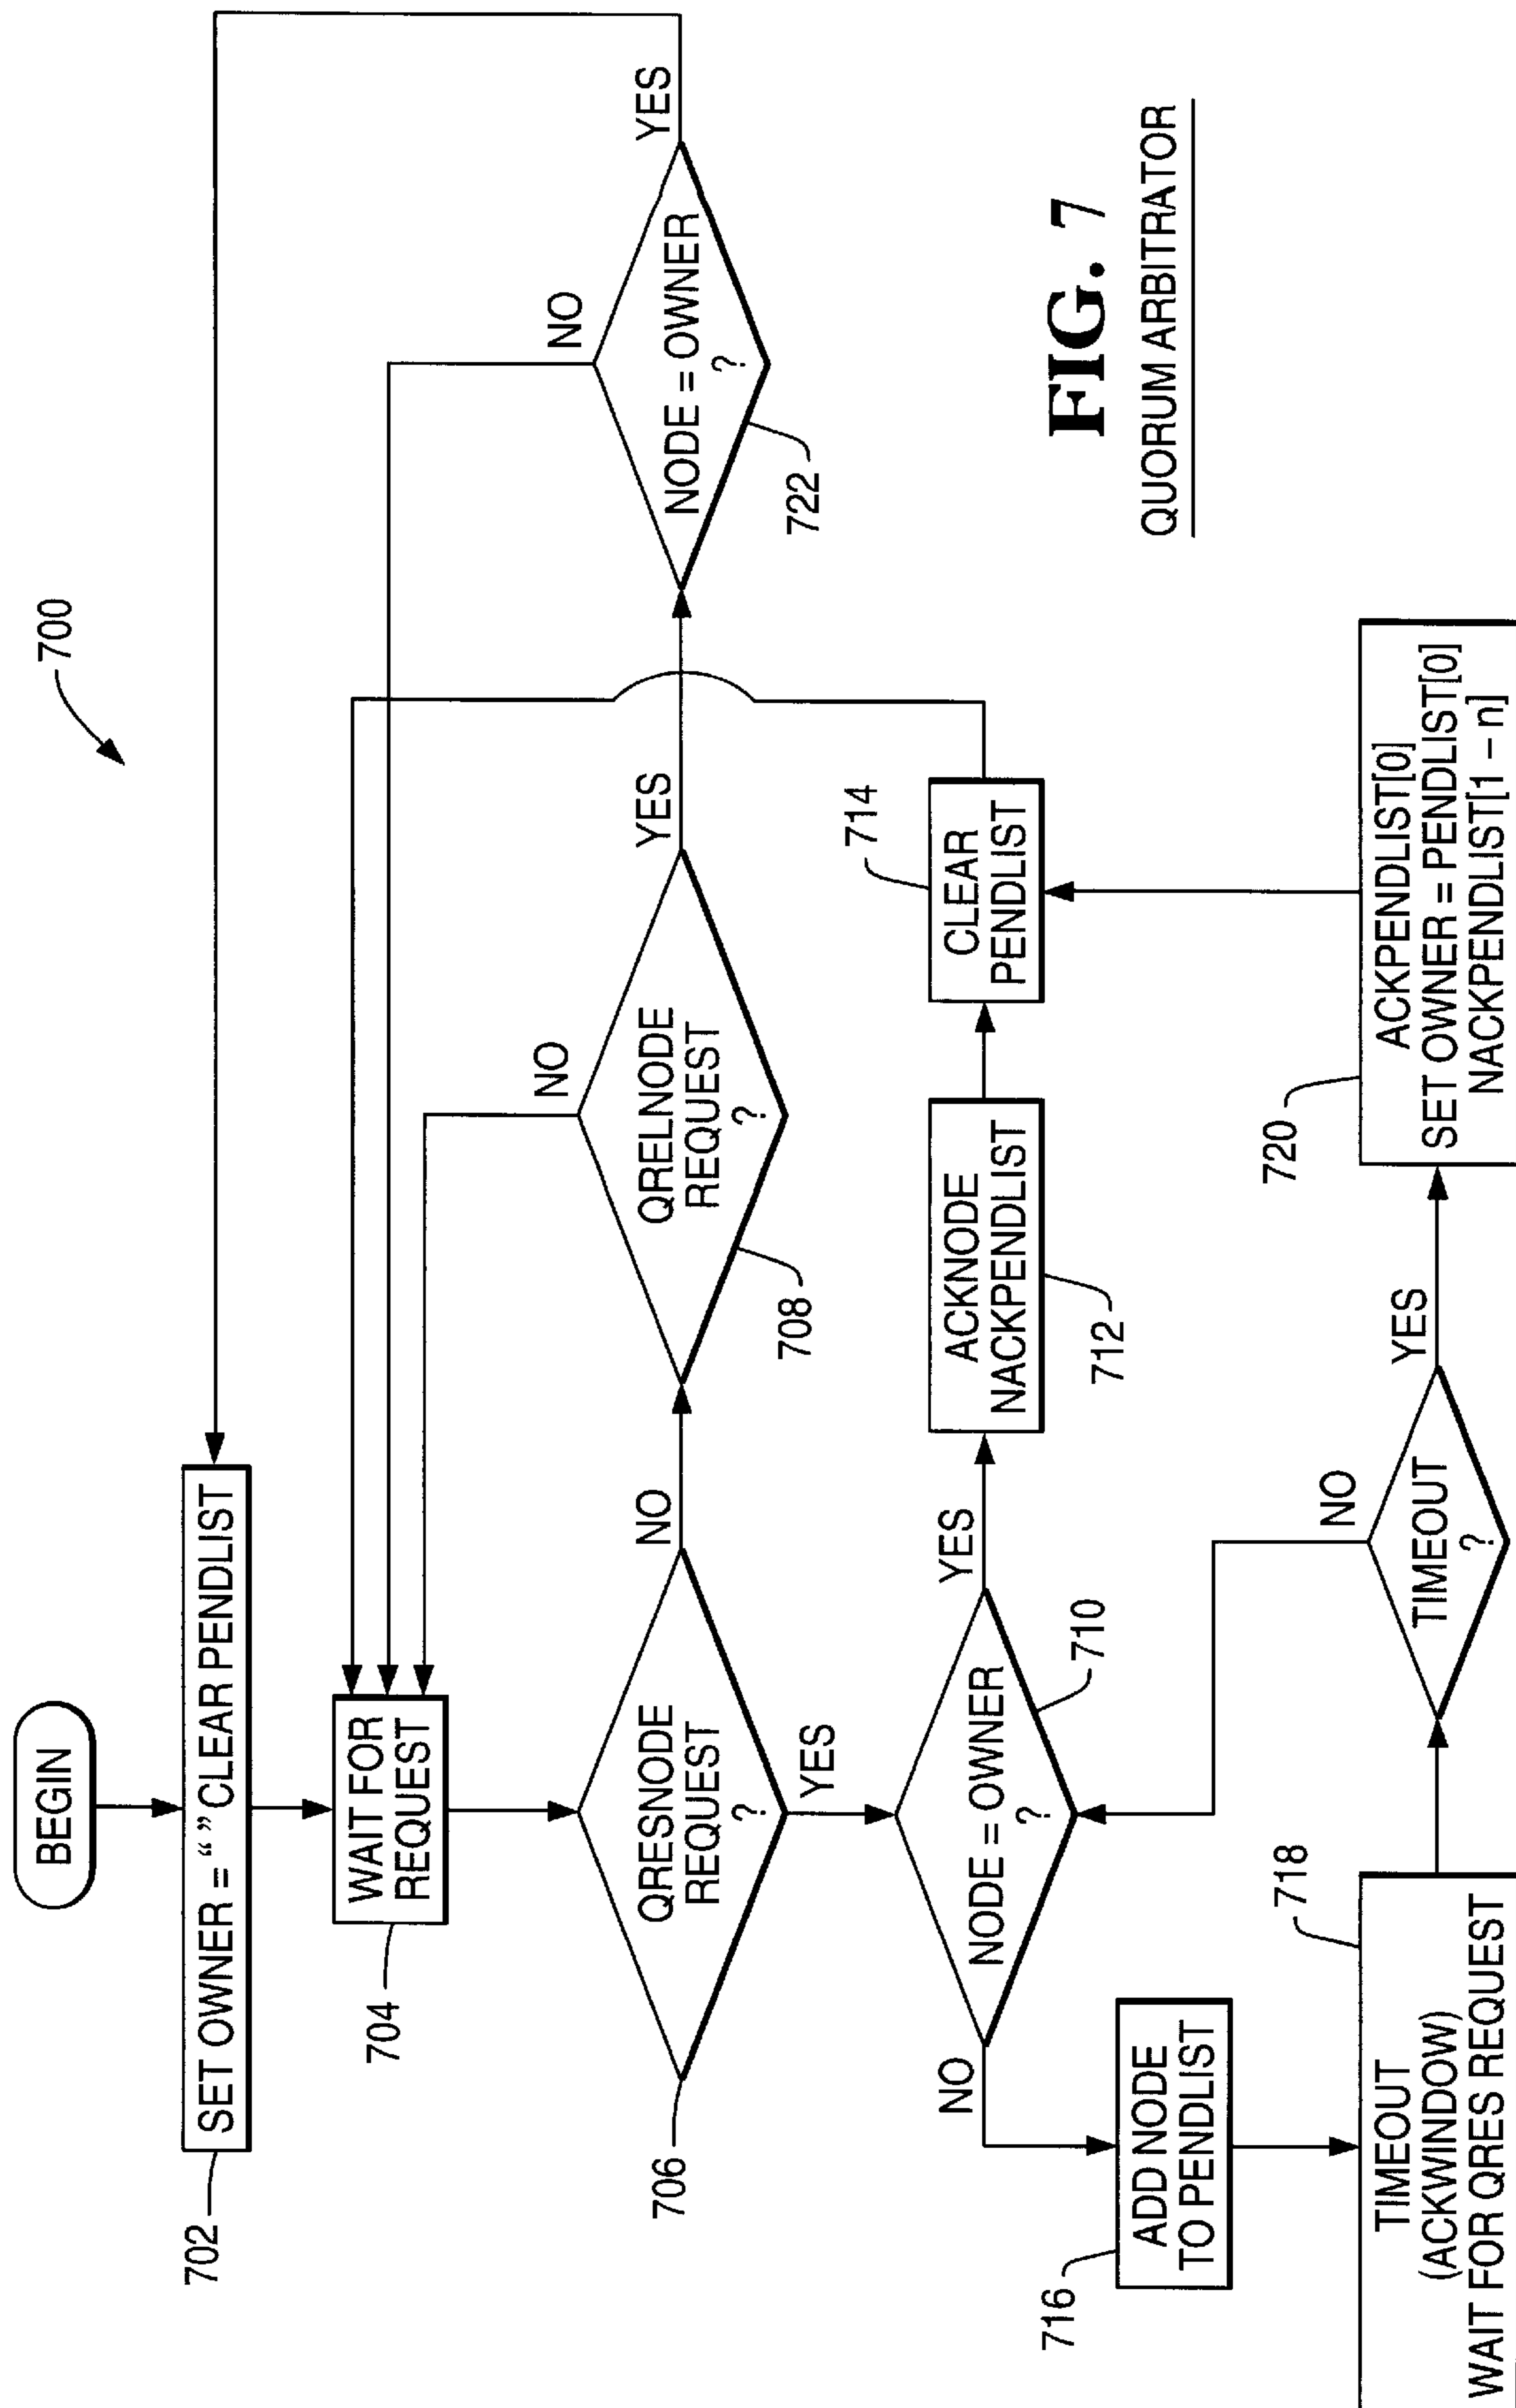 700
BEGIN
702
SET OWNER = “ ” CLEAR PENDLIST
704
WAIT FOR
REQUEST
706
QRESNODE
REQUEST
?
NO
YES
QRELNODE
REQUEST
?
708
NO
YES
NODE = OWNER
?
722
NO
YES
NODE = OWNER
?
710
YES
NO
ACKNODE
NACKPENDLIST
712
CLEAR
PENDLIST
714
716
ADD NODE
TO PENDLIST
718
TIMEOUT
(ACKWINDOW)
WAIT FOR QRES REQUEST
TIMEOUT
?
NO
YES
720
ACKPENDLIST[0]
SET OWNER = PENDLIST[0]
NACKPENDLIST[1 – n]
FIG. 7
QUORUM ARBITRATOR